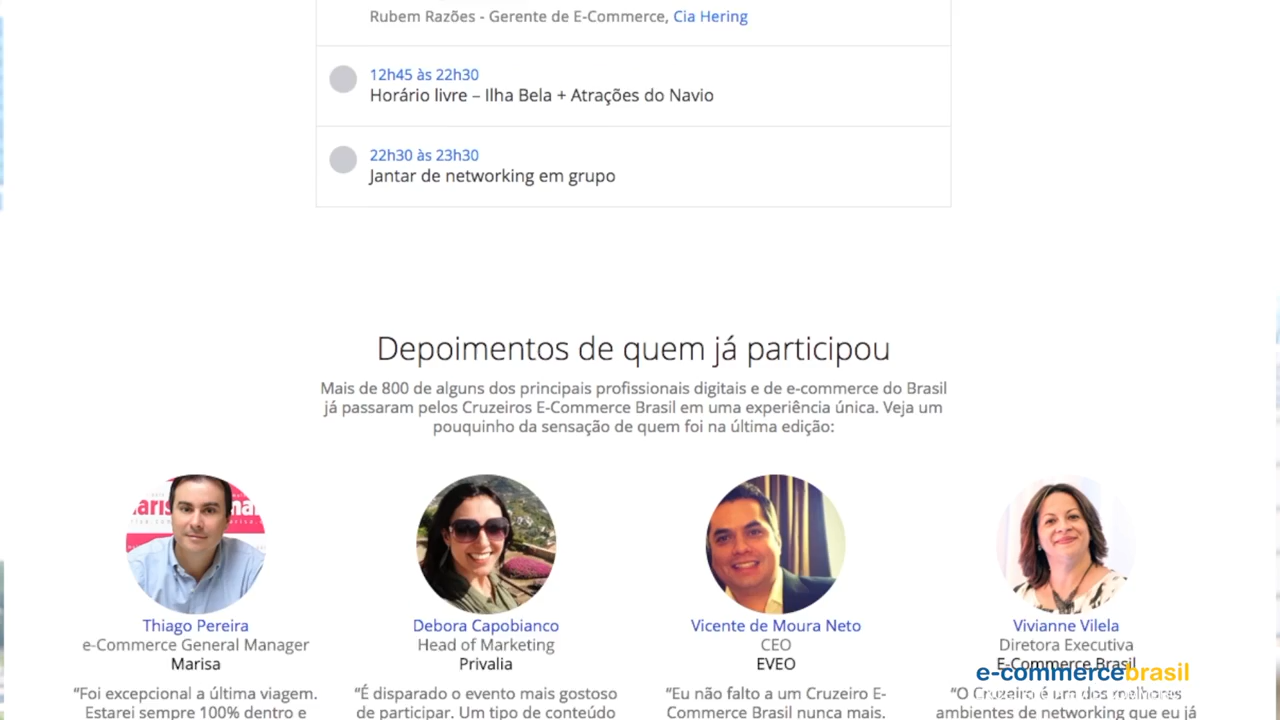 Rubem Razões - Gerente de E-Commerce, Cia Hering
12h45 às 22h30
Horário livre – Ilha Bela + Atrações do Navio
22h30 às 23h30
Jantar de networking em grupo
Depoimentos de quem já participou
Mais de 800 de alguns dos principais profissionais digitais e de e-commerce do Brasil
já passaram pelos Cruzeiros E-Commerce Brasil em uma experiência única. Veja um
pouquinho da sensação de quem foi na última edição:
Thiago Pereira
e-Commerce General Manager
Marisa
“Foi excepcional a última viagem.
Estarei sempre 100% dentro e
Debora Capobianco
Head of Marketing
Privalia
“É disparado o evento mais gostoso
de participar. Um tipo de conteúdo
Vicente de Moura Neto
CEO
EVEO
“Eu não falto a um Cruzeiro E-
Commerce Brasil nunca mais.
Vivianne Vilela
Diretora Executiva
E-Commerce Brasil
e-commercebrasil
“O Cruzeiro é um dos melhores
ambientes de networking que eu já